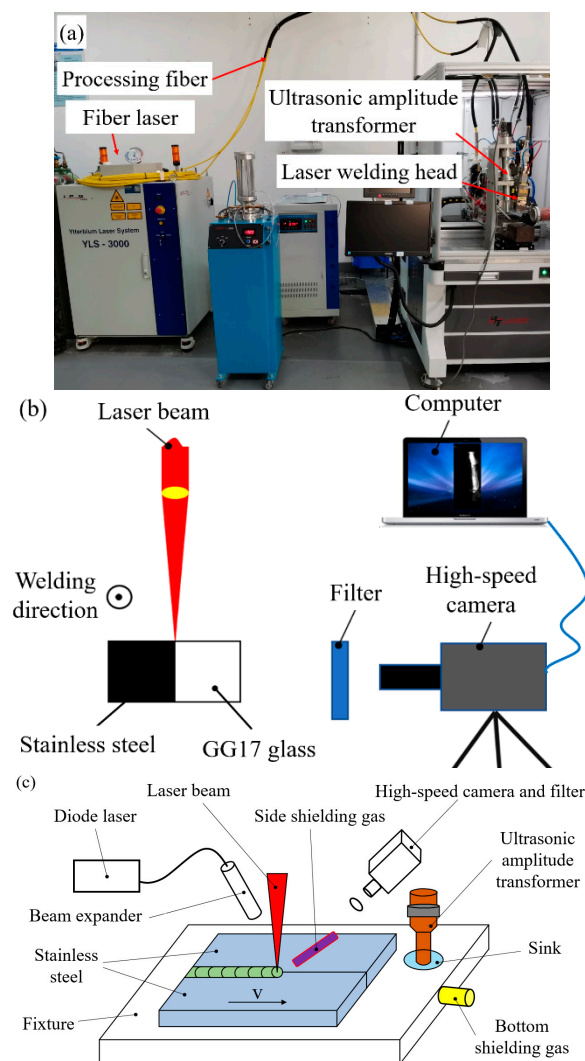 (a)
Processing fiber
Fiber laser
Ultrasonic amplitude
transformer
Laser welding head
Ytterbium Laser System
YLS - 3000
(b)
Laser beam
Computer
Welding
direction
Filter
High-speed
camera
Stainless steel
GG17 glass
(c)
Laser beam
High-speed camera and filter
Diode laser
Side shielding gas
Ultrasonic
amplitude
transformer
Beam expander
Stainless
steel
Sink
V
Fixture
Bottom
shielding gas